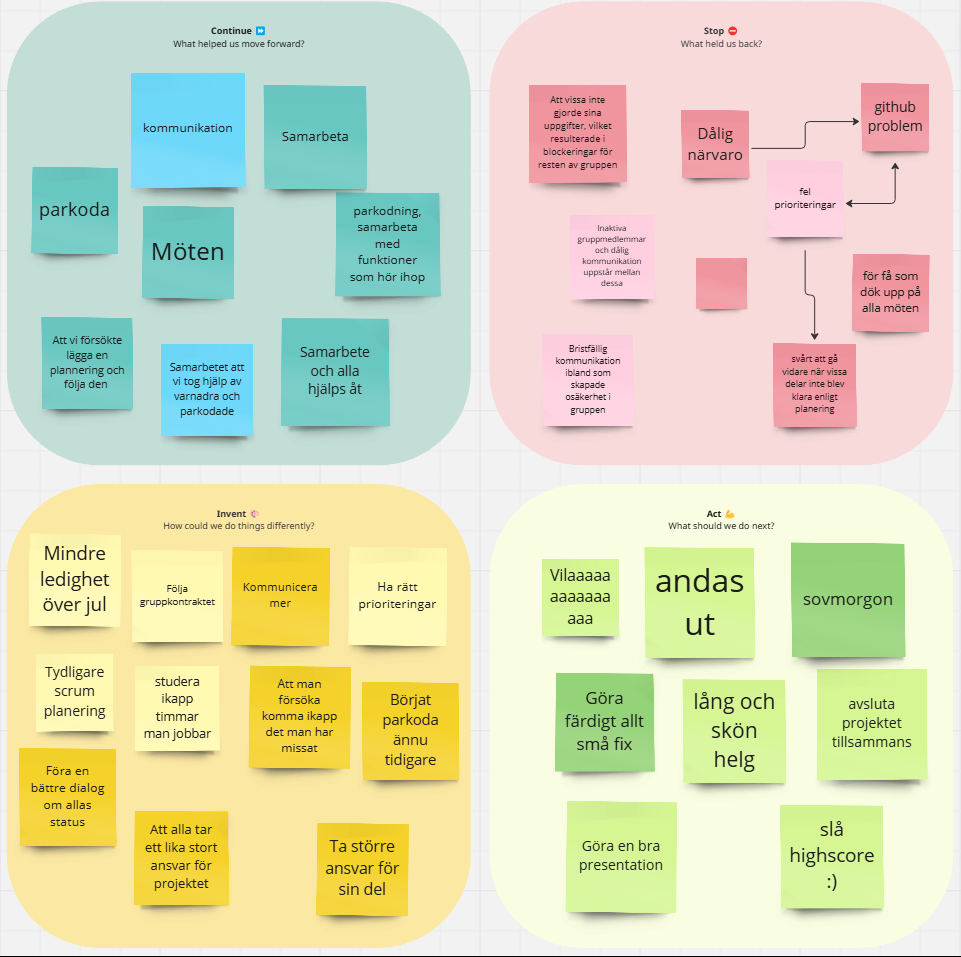 Continue ⏩
What helped us move forward?
kommunikation
Samarbeta
parkoda
Möten
parkodning,
samarbeta
med
funktioner
som hör ihop
Att vi försökte
lägga en
plannering och
följa den
Samarbetet att
vi tog hjälp av
varnadra och
parkodade
Samarbete
och alla
hjälps åt
Stop ⛔
What held us back?
Att vissa inte
gjorde sina
uppgifter, vilket
resulterade i
blockeringar för
resten av gruppen
Dålig
närvaro
github
problem
fel
prioriteringar
Inaktiva
gruppmedlemmar
och dålig
kommunikation
uppstår mellan
dessa
för få som
dök upp på
alla möten
Bristfällig
kommunikation
ibland som
skapade
osäkerhet i
gruppen
svårt att gå
vidare när vissa
delar inte blev
klara enligt
planering
Invent
How could we do things differently?
Mindre
ledighet
över jul
Följa
gruppkontraktet
Kommunicera
mer
Ha rätt
prioriteringar
Tydligare
scrum
planering
studera
ikapp
timmar
man jobbar
Att man
försöka
komma ikapp
det man har
missat
Börjat
parkoda
ännu
tidigare
Föra en
bättre dialog
om allas
status
Att alla tar
ett lika stort
ansvar för
projektet
Ta större
ansvar för
sin del
Act 💪
What should we do next?
Vilaaaaa
aaaaaaaa
aaa
andas
ut
sovmorgon
Göra
färdigt allt
små fix
lång och
skön
helg
avsluta
projektet
tillsammans
Göra en bra
presentation
slå
highscore
:)